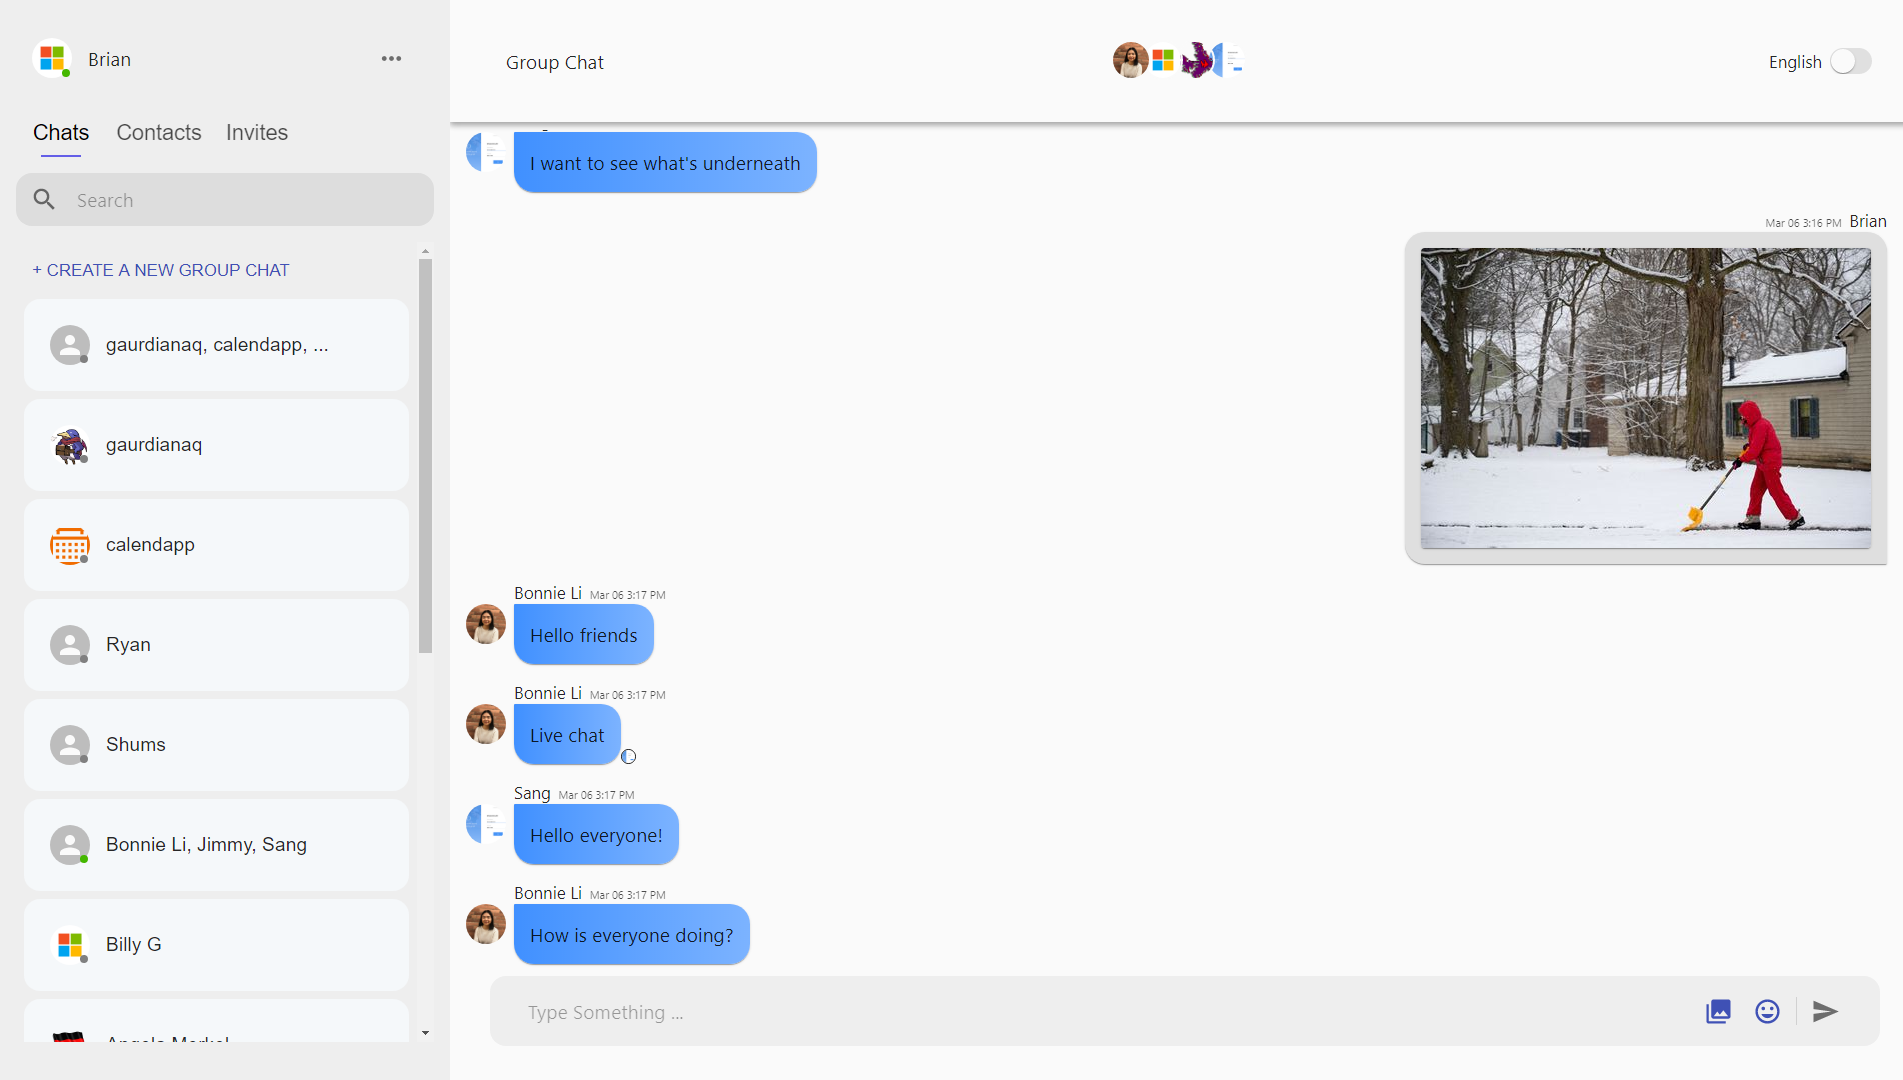 Brian
Chats Contacts Invites
Search
+ CREATE A NEW GROUP CHAT
gaurdianaq, calendapp, ...
gaurdianaq
calendapp
Ryan
Shums
Bonnie Li, Jimmy, Sang
Billy G
Angela Merkel
Group Chat
English
I want to see what's underneath
Mar 06 3:16 PM Brian
Bonnie Li Mar 06 3:17 PM
Hello friends
Bonnie Li Mar 06 3:17 PM
Live chat
Sang Mar 06 3:17 PM
Hello everyone!
Bonnie Li Mar 06 3:17 PM
How is everyone doing?
Type Something ...